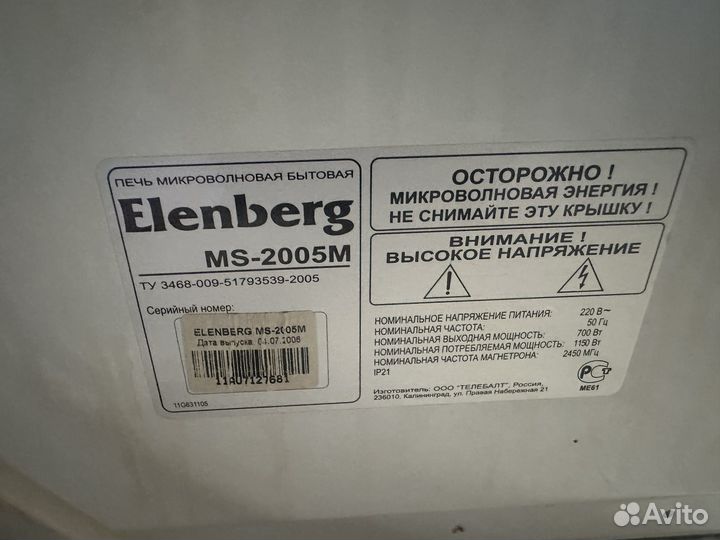 ПЕЧЬ МИКРОВОЛНОВАЯ БЫТОВАЯ
Elenberg
MS-2005M
ТУ 3468-009-51793539-2005
Серийный номер:
ELENBERG MS-2005M
Дата выпуска 04.07.2006
11A07127681
11G831105
ОСТОРОЖНО !
МИКРОВОЛНОВАЯ ЭНЕРГИЯ !
НЕ СНИМАЙТЕ ЭТУ КРЫШКУ !
ВНИМАНИЕ !
ВЫСОКОЕ НАПРЯЖЕНИЕ
НОМИНАЛЬНОЕ НАПРЯЖЕНИЕ ПИТАНИЯ: 220 В~
НОМИНАЛЬНАЯ ЧАСТОТА: 50 Гц
НОМИНАЛЬНАЯ ВЫХОДНАЯ МОЩНОСТЬ: 700 Вт
НОМИНАЛЬНАЯ ПОТРЕБЛЯЕМАЯ МОЩНОСТЬ: 1150 Вт
НОМИНАЛЬНАЯ ЧАСТОТА МАГНЕТРОНА: 2450 МГц
IP21
Изготовитель: ООО "ТЕЛЕБАЛТ", Россия,
236010, Калининград, ул. Правая Набережная 21
МЕ61
Avito